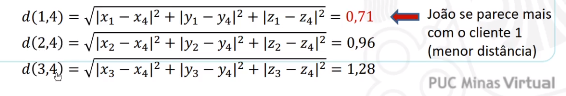 d(1,4) = √|x₁ − x₄|² + |y₁ − y₄|² + |z₁ − z₄|² = 0,71
d(2,4) = √|x₂ − x₄|² + |y₂ − y₄|² + |z₂ − z₄|² = 0,96
d(3,4) = √|x₃ − x₄|² + |y₃ − y₄|² + |z₃ − z₄|² = 1,28
João se parece mais
com o cliente 1
(menor distância)
PUC Minas Virtual